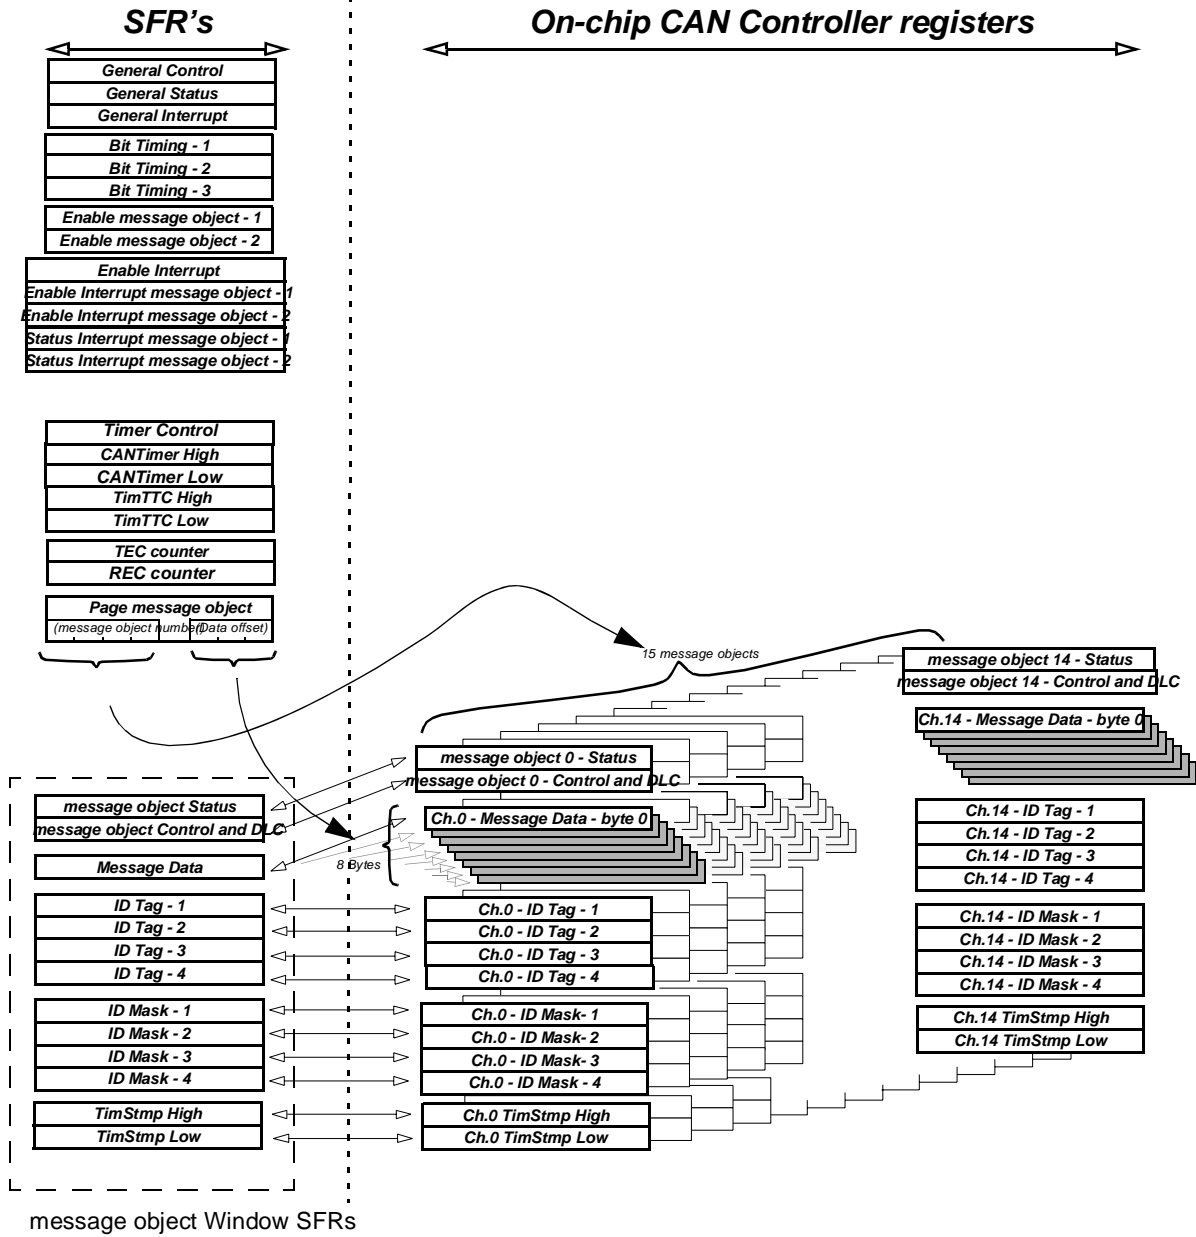 SFR's
On-chip CAN Controller registers
General Control
General Status
General Interrupt
Bit Timing - 1
Bit Timing - 2
Bit Timing - 3
Enable message object - 1
Enable message object - 2
Enable Interrupt
Enable Interrupt message object - 1
Enable Interrupt message object - 2
Status Interrupt message object - 1
Status Interrupt message object - 2
Timer Control
CANTimer High
CANTimer Low
TimTTC High
TimTTC Low
TEC counter
REC counter
Page message object
(message object number)
(Data offset)
message object Status
message object Control and DLC
Message Data
ID Tag - 1
ID Tag - 2
ID Tag - 3
ID Tag - 4
ID Mask - 1
ID Mask - 2
ID Mask - 3
ID Mask - 4
TimStmp High
TimStmp Low
message object Window SFRs
15 message objects
8 Bytes
message object 0 - Status
message object 0 - Control and DLC
Ch.0 - Message Data - byte 0
Ch.0 - ID Tag - 1
Ch.0 - ID Tag - 2
Ch.0 - ID Tag - 3
Ch.0 - ID Tag - 4
Ch.0 - ID Mask- 1
Ch.0 - ID Mask- 2
Ch.0 - ID Mask- 3
Ch.0 - ID Mask - 4
Ch.0 TimStmp High
Ch.0 TimStmp Low
message object 14 - Status
message object 14 - Control and DLC
Ch.14 - Message Data - byte 0
Ch.14 - ID Tag - 1
Ch.14 - ID Tag - 2
Ch.14 - ID Tag - 3
Ch.14 - ID Tag - 4
Ch.14 - ID Mask - 1
Ch.14 - ID Mask - 2
Ch.14 - ID Mask - 3
Ch.14 - ID Mask - 4
Ch.14 TimStmp High
Ch.14 TimStmp Low